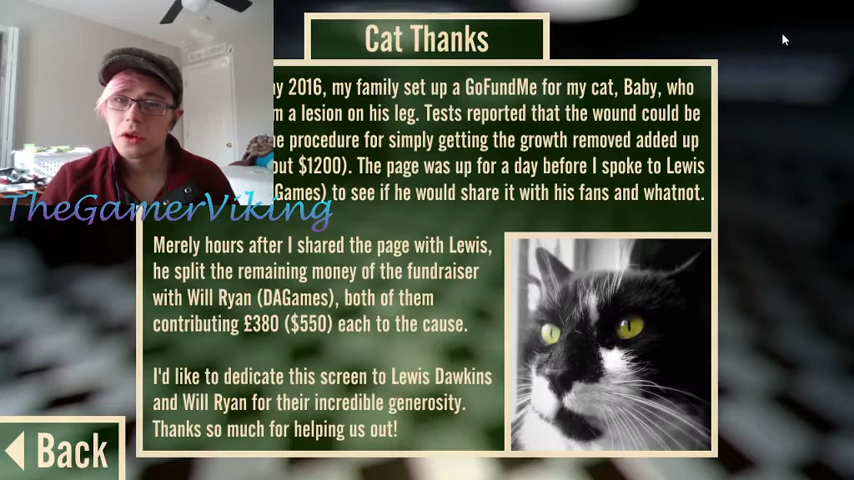 Cat Thanks
2016, my family set up a GoFundMe for my cat, Baby, who
a lesion on his leg. Tests reported that the wound could be
procedure for simply getting the growth removed added up
$1200). The page was up for a day before I spoke to Lewis
Games) to see if he would share it with his fans and whatnot.
TheGamerViking
Merely hours after I shared the page with Lewis,
he split the remaining money of the fundraiser
with Will Ryan (DAGames), both of them
contributing £380 ($550) each to the cause.
I'd like to dedicate this screen to Lewis Dawkins
and Will Ryan for their incredible generosity.
Thanks so much for helping us out!
Back